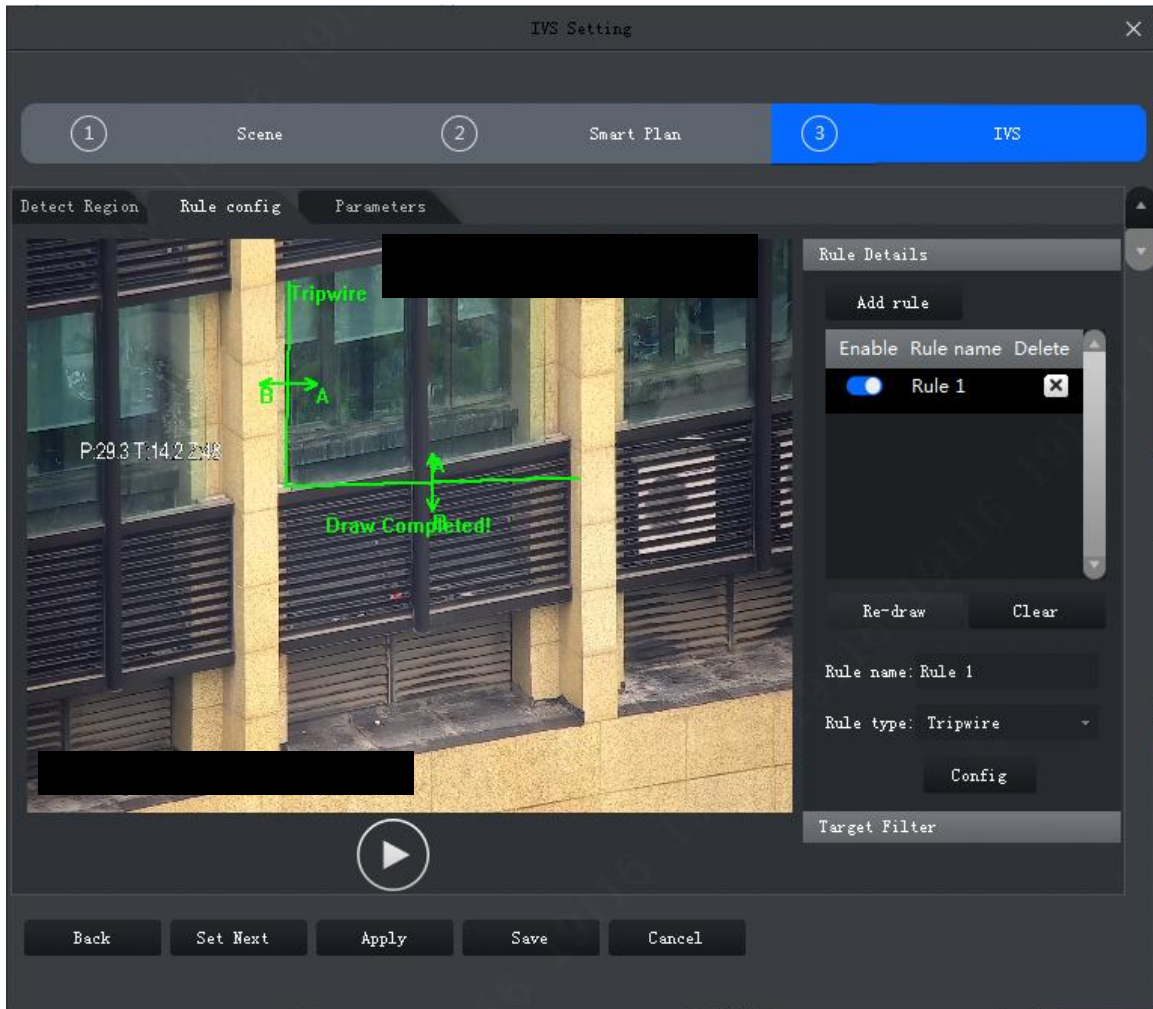 IVS Setting
1 Scene 2 Smart Plan 3 IVS
Detect Region Rule config Parameters
Tripwire
B A
P:29.3 T:14.2 Z:48
A
B
Draw Completed!
Rule Details
Add rule
Enable Rule name Delete
Rule 1
Re-draw Clear
Rule name: Rule 1
Rule type: Tripwire
Config
Target Filter
Back Set Next Apply Save Cancel